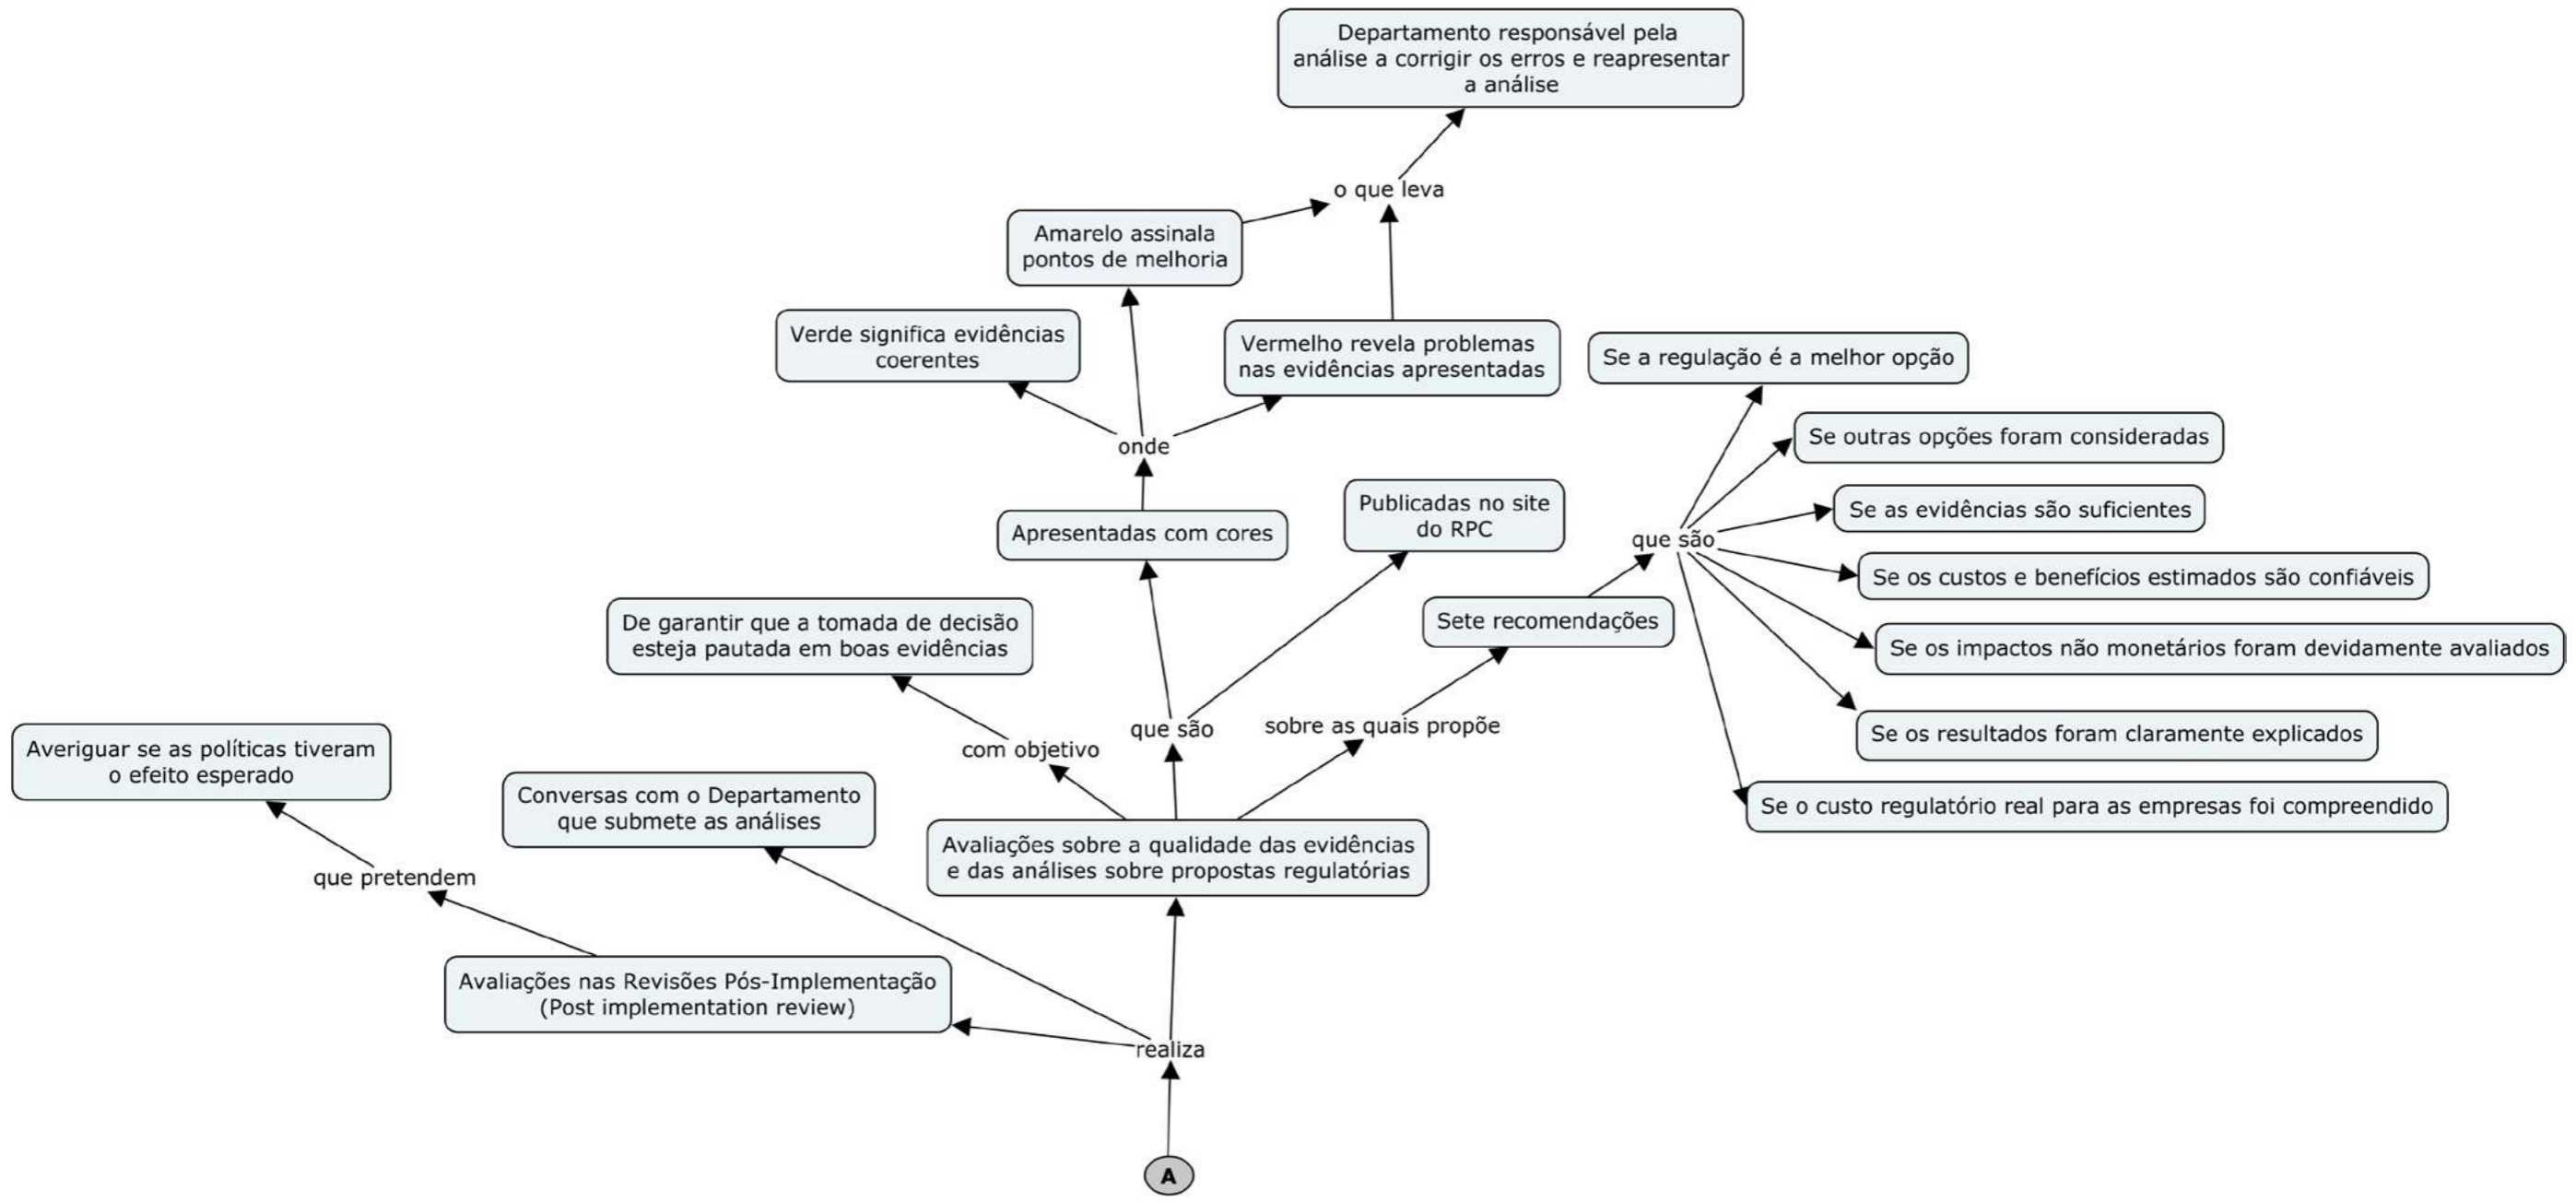 Departamento responsável pela
análise a corrigir os erros e reapresentar
a análise
o que leva
Amarelo assinala
pontos de melhoria
Verde significa evidências
coerentes
Vermelho revela problemas
nas evidências apresentadas
Se a regulação é a melhor opção
Se outras opções foram consideradas
onde
Publicadas no site
do RPC
Se as evidências são suficientes
Apresentadas com cores
que são
Se os custos e benefícios estimados são confiáveis
De garantir que a tomada de decisão
esteja pautada em boas evidências
Sete recomendações
Se os impactos não monetários foram devidamente avaliados
que são
sobre as quais propõe
Se os resultados foram claramente explicados
com objetivo
Averiguar se as políticas tiveram
o efeito esperado
Conversas com o Departamento
que submete as análises
Se o custo regulatório real para as empresas foi compreendido
Avaliações sobre a qualidade das evidências
e das análises sobre propostas regulatórias
que pretendem
Avaliações nas Revisões Pós-Implementação
(Post implementation review)
realiza
A